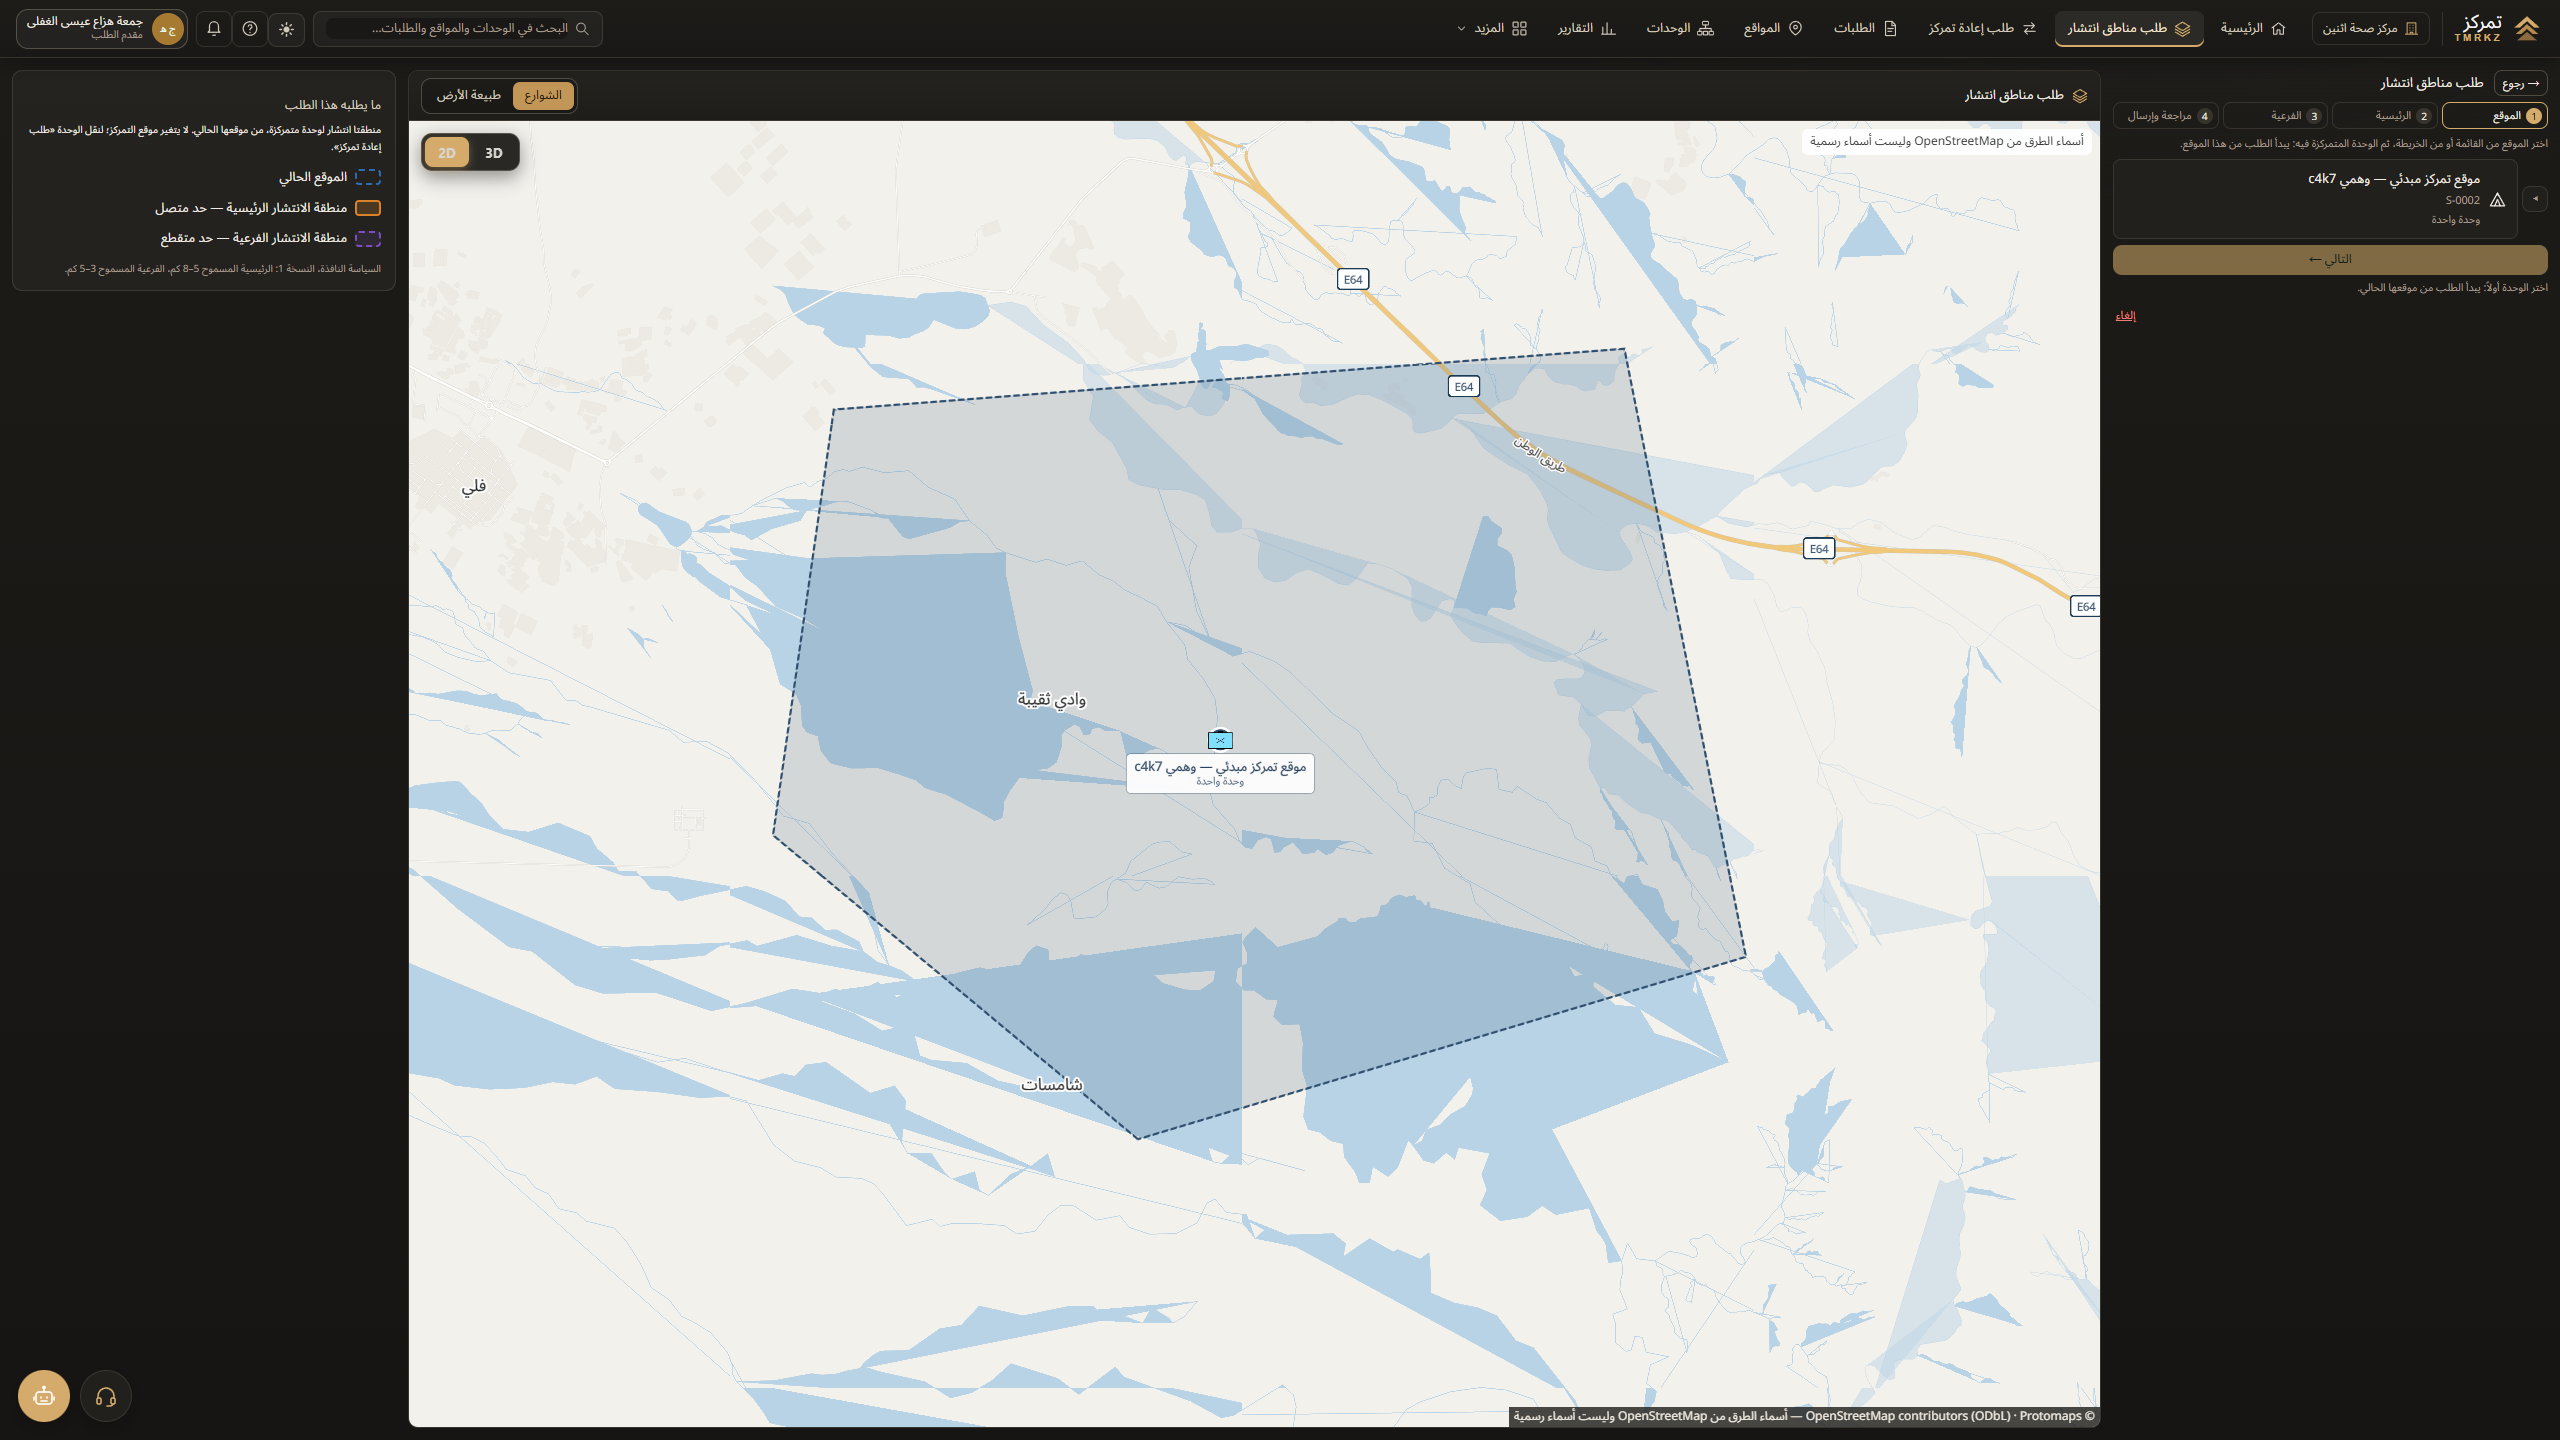 تمركز
TMRKZ
مركز صحة اثنين
الرئيسية
طلب مناطق انتشار
طلب إعادة تمركز
الطلبات
المواقع
الوحدات
التقارير
المزيد
البحث في الوحدات والمواقع والطلبات...
ج ه
جمعة هزاع عيسى الغفلى
مقدم الطلب
→ رجوع
طلب مناطق انتشار
1 الموقع
2 الرئيسية
3 الفرعية
4 مراجعة وإرسال
اختر الموقع من القائمة أو من الخريطة، ثم الوحدة المتمركزة فيه: يبدأ الطلب من هذا الموقع.
موقع تمركز مبدئي — وهمي c4k7
S-0002
وحدة واحدة
التالي ←
اختر الوحدة أولاً: يبدأ الطلب من موقعها الحالي.
إلغاء
طلب مناطق انتشار
الشوارع
طبيعة الأرض
أسماء الطرق من OpenStreetMap وليست أسماء رسمية
2D
3D
E64
E64
طريق الوطن
E64
E64
فلي
وادي ثقيبة
موقع تمركز مبدئي — وهمي c4k7
وحدة واحدة
شامسات
© OpenStreetMap contributors (ODbL) · Protomaps — أسماء الطرق من OpenStreetMap وليست أسماء رسمية
ما يطلبه هذا الطلب
منطقتا انتشار لوحدة متمركزة، من موقعها الحالي. لا يتغير موقع التمركز؛ لنقل الوحدة «طلب
إعادة تمركز».
الموقع الحالي
منطقة الانتشار الرئيسية — حد متصل
منطقة الانتشار الفرعية — حد متقطع
السياسة النافذة، النسخة 1: الرئيسية المسموح 5–8 كم، الفرعية المسموح 3–5 كم.